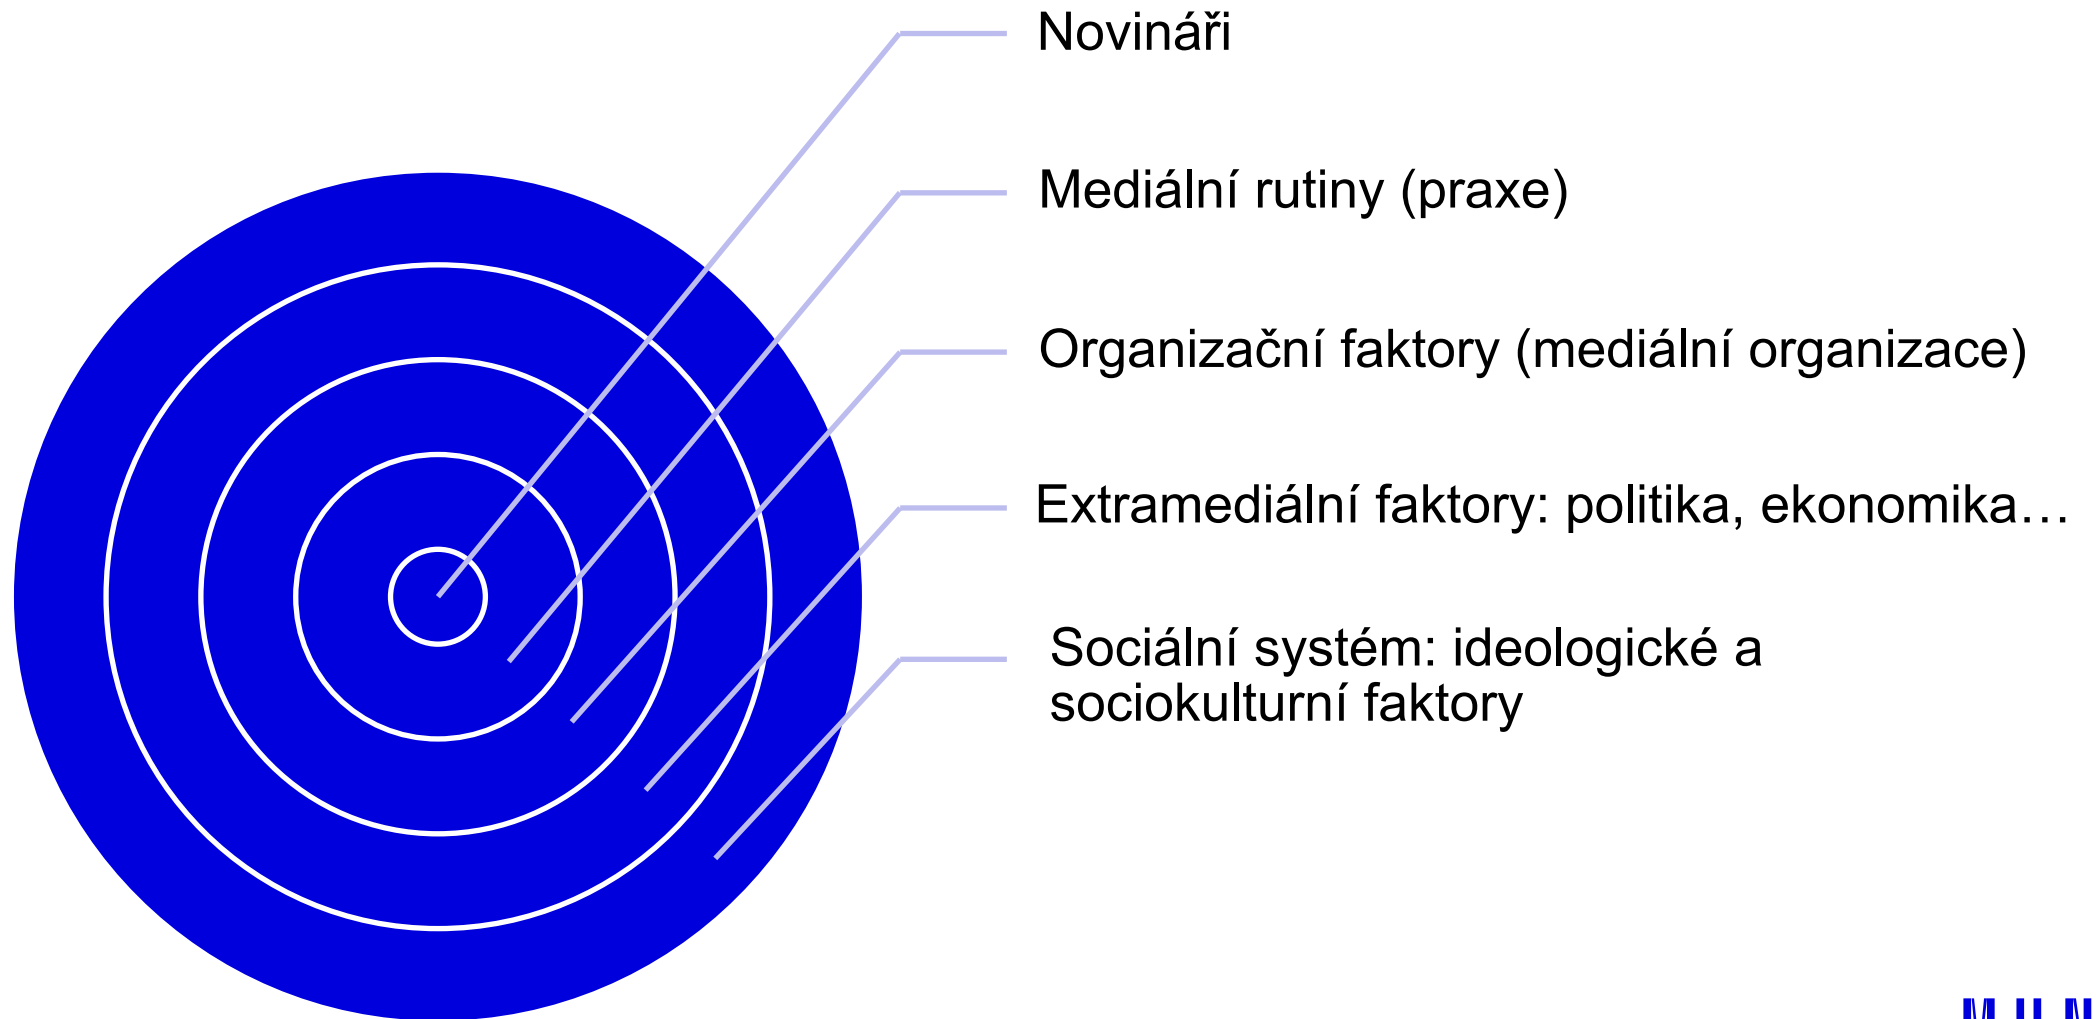 Novináři
Mediální rutiny (praxe)
Organizační faktory (mediální organizace)
Extramediální faktory: politika, ekonomika…
Sociální systém: ideologické a
sociokulturní faktory